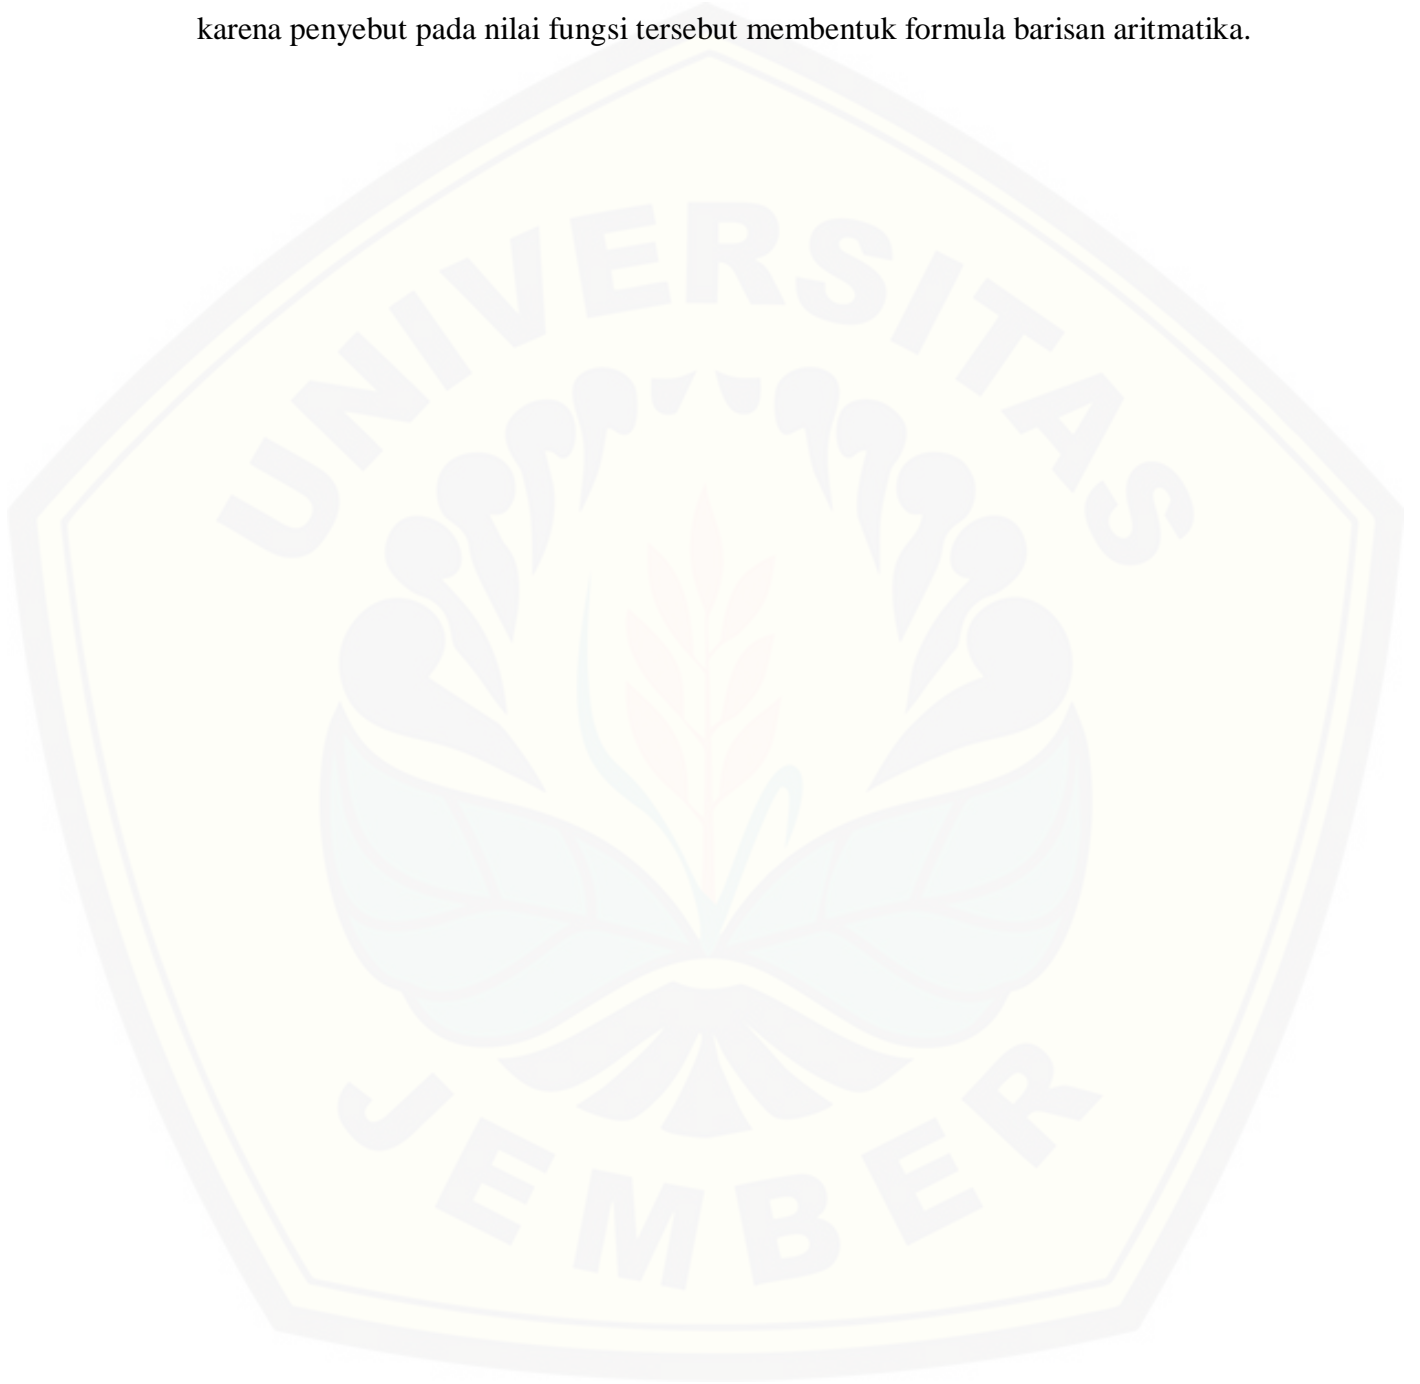 karena penyebut pada nilai fungsi tersebut membentuk formula barisan aritmatika.
UNIVERSITAS
JEMBER